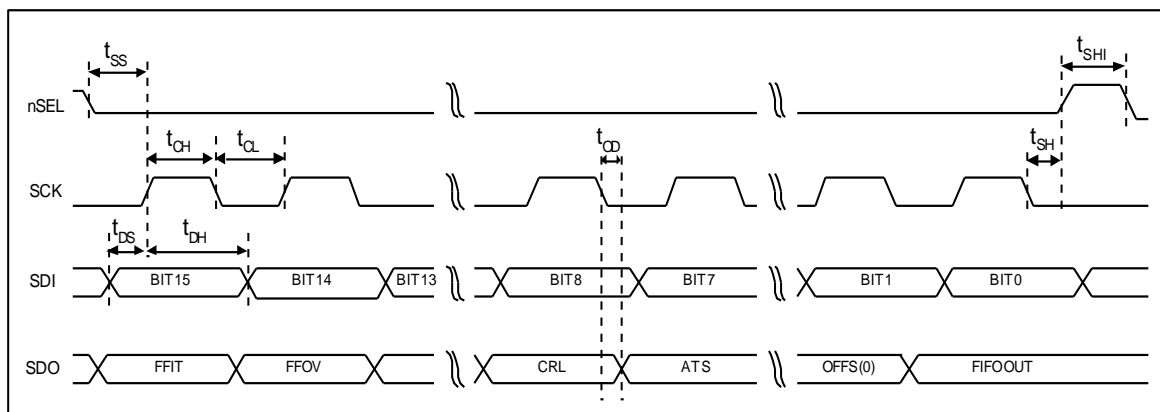 tSS
tSHI
nSEL
tCH
tCL
tOD
tSH
SCK
tDS
tDH
SDI
BIT15
BIT14
BIT13
BIT8
BIT7
BIT1
BIT0
SDO
FFIT
FFOV
CRL
ATS
OFFS(0)
FIFOOUT